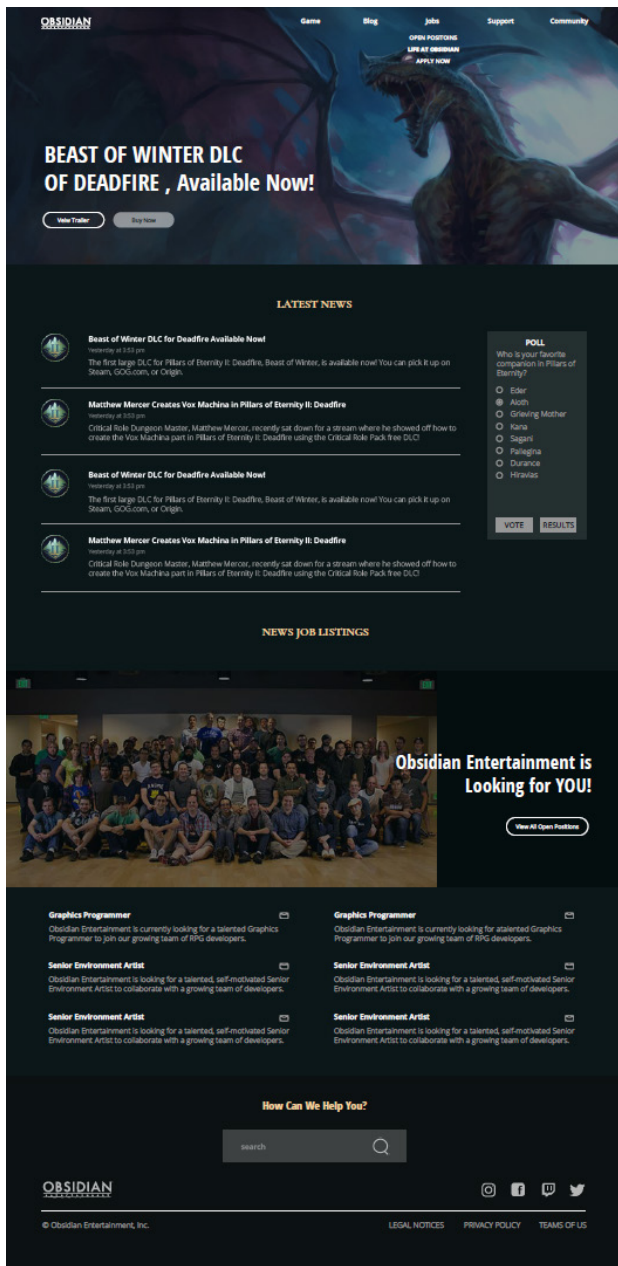 OBSIDIAN
Game Blog Jobs Support Community
OPEN POSITOINS
LIFE AT OBSIDIAN
APPLY NOW
BEAST OF WINTER DLC
OF DEADFIRE , Available Now!
Veiw Trailer Buy Now
LATEST NEWS
Beast of Winter DLC for Deadfire Available Now!
Yesterday at 3:53 pm
The first large DLC for Pillars of Eternity II: Deadfire, Beast of Winter, is available now! You can pick it up on
Steam, GOG.com, or Origin.
Matthew Mercer Creates Vox Machina in Pillars of Eternity II: Deadfire
Yesterday at 3:53 pm
Critical Role Dungeon Master, Matthew Mercer, recently sat down for a stream where he showed off how to
create the Vox Machina part in Pillars of Eternity II: Deadfire using the Critical Role Pack free DLC!
Beast of Winter DLC for Deadfire Available Now!
Yesterday at 3:53 pm
The first large DLC for Pillars of Eternity II: Deadfire, Beast of Winter, is available now! You can pick it up on
Steam, GOG.com, or Origin.
Matthew Mercer Creates Vox Machina in Pillars of Eternity II: Deadfire
Yesterday at 3:53 pm
Critical Role Dungeon Master, Matthew Mercer, recently sat down for a stream where he showed off how to
create the Vox Machina part in Pillars of Eternity II: Deadfire using the Critical Role Pack free DLC!
POLL
Who is your favorite
companion in Pillars of
Eternity?
Eder
Aloth
Grieving Mother
Kana
Sagani
Pallegina
Durance
Hiravias
VOTE RESULTS
NEWS JOB LISTINGS
Obsidian Entertainment is
Looking for YOU!
View All Open Positions
Graphics Programmer
Obsidian Entertainment is currently looking for a talented Graphics
Programmer to join our growing team of RPG developers.
Senior Environment Artist
Obsidian Entertainment is looking for a talented, self-motivated Senior
Environment Artist to collaborate with a growing team of developers.
Senior Environment Artist
Obsidian Entertainment is looking for a talented, self-motivated Senior
Environment Artist to collaborate with a growing team of developers.
Graphics Programmer
Obsidian Entertainment is currently looking for atalented Graphics
Programmer to join our growing team of RPG developers.
Senior Environment Artist
Obsidian Entertainment is looking for a talented, self-motivated Senior
Environment Artist to collaborate with a growing team of developers.
Senior Environment Artist
Obsidian Entertainment is looking for a talented, self-motivated Senior
Environment Artist to collaborate with a growing team of developers.
How Can We Help You?
search
OBSIDIAN
© Obsidian Entertainment, Inc. LEGAL NOTICES PRIVACY POLICY TEAMS OF US